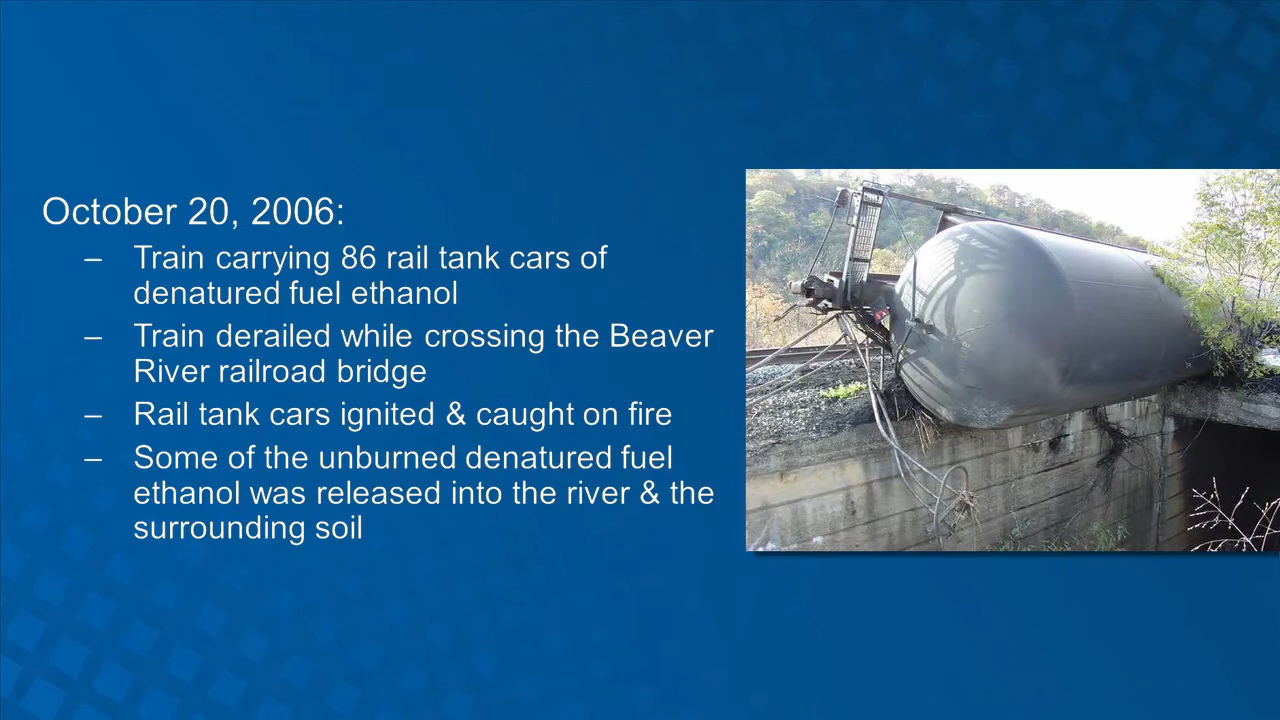 October 20, 2006:
– Train carrying 86 rail tank cars of
denatured fuel ethanol
– Train derailed while crossing the Beaver
River railroad bridge
– Rail tank cars ignited & caught on fire
– Some of the unburned denatured fuel
ethanol was released into the river & the
surrounding soil